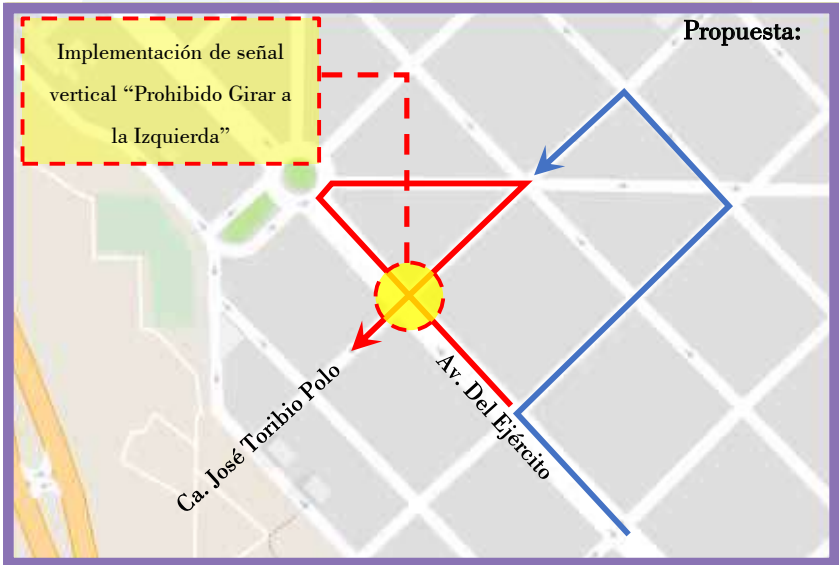 Propuesta:
Implementación de señal
vertical “Prohibido Girar a
la Izquierda”
Ca. José Toribio Polo
Av. Del Ejército